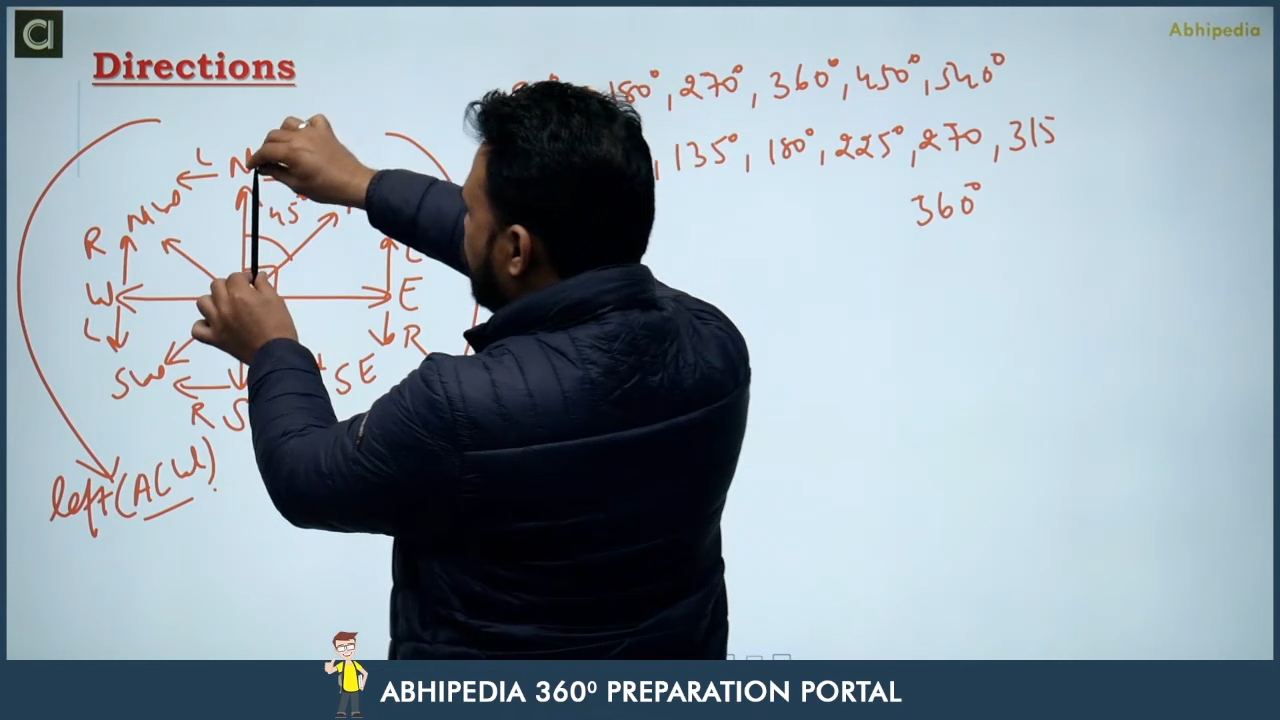 CA
Abhipedia
Directions
180°, 270°, 360°, 450°, 540°
, 135°, 180°, 225°, 270, 315
360°
L N
45°
NW
R
W E
L R
SW SE
R S
left (ACW)
ABHIPEDIA 360° PREPARATION PORTAL